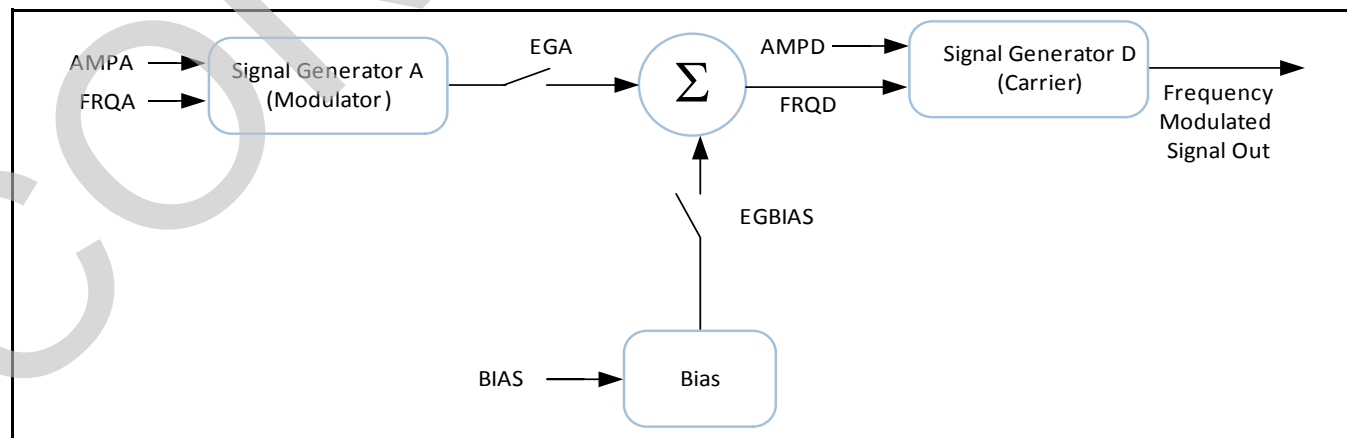 AMPA
FRQA
Signal Generator A
(Modulator)
EGA
Σ
AMPD
FRQD
Signal Generator D
(Carrier)
Frequency
Modulated
Signal Out
EGBIAS
BIAS
Bias